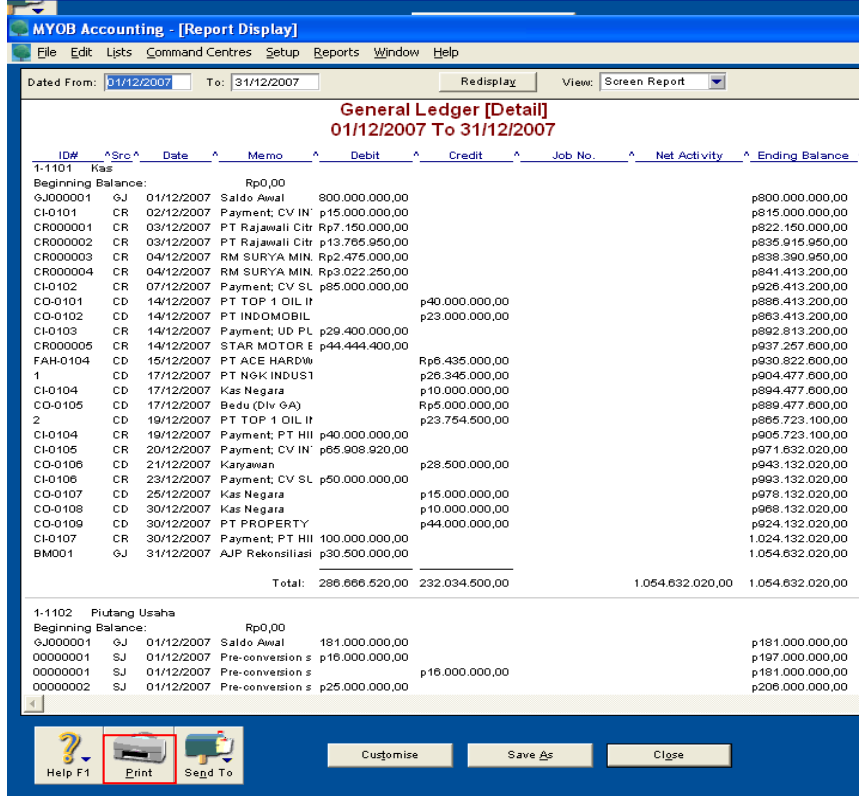 MYOB Accounting - [Report Display]
File Edit Lists Command Centres Setup Reports Window Help
Dated From: 01/12/2007 To: 31/12/2007 Redisplay View: Screen Report
General Ledger [Detail]
01/12/2007 To 31/12/2007
ID# ^Src^ Date ^ Memo ^ Debit ^ Credit ^ Job No. ^ Net Activity ^ Ending Balance
1-1101 Kas
Beginning Balance: Rp0,00
GJ000001 GJ 01/12/2007 Saldo Awal 800.000.000,00 p800.000.000,00
CI-0101 CR 02/12/2007 Payment; CV IN p15.000.000,00 p815.000.000,00
CR000001 CR 03/12/2007 PT Rajawali Citr Rp7.150.000,00 p822.150.000,00
CR000002 CR 03/12/2007 PT Rajawali Citr p13.765.950,00 p835.915.950,00
CR000003 CR 04/12/2007 RM SURYA MIN. Rp2.475.000,00 p838.390.950,00
CR000004 CR 04/12/2007 RM SURYA MIN. Rp3.022.250,00 p841.413.200,00
CI-0102 CR 07/12/2007 Payment; CV SU p85.000.000,00 p926.413.200,00
CO-0101 CD 14/12/2007 PT TOP 1 OIL IN p40.000.000,00 p886.413.200,00
CO-0102 CD 14/12/2007 PT INDOMOBIL p23.000.000,00 p863.413.200,00
CI-0103 CR 14/12/2007 Payment; UD PU p29.400.000,00 p892.813.200,00
CR000005 CR 14/12/2007 STAR MOTOR E p44.444.400,00 p937.257.600,00
FAH-0104 CD 15/12/2007 PT ACE HARDW Rp6.435.000,00 p930.822.600,00
1 CD 17/12/2007 PT NGK INDUST p26.345.000,00 p904.477.600,00
CI-0104 CD 17/12/2007 Kas Negara p10.000.000,00 p894.477.600,00
CO-0105 CD 17/12/2007 Bedu (Div GA) Rp5.000.000,00 p889.477.600,00
2 CD 19/12/2007 PT TOP 1 OIL IN p23.754.500,00 p865.723.100,00
CI-0104 CR 19/12/2007 Payment; PT HII p40.000.000,00 p905.723.100,00
CI-0105 CR 20/12/2007 Payment; CV IN p65.908.920,00 p971.632.020,00
CO-0106 CD 21/12/2007 Karyawan p28.500.000,00 p943.132.020,00
CI-0106 CR 23/12/2007 Payment; CV SU p50.000.000,00 p993.132.020,00
CO-0107 CD 25/12/2007 Kas Negara p15.000.000,00 p978.132.020,00
CO-0108 CD 30/12/2007 Kas Negara p10.000.000,00 p968.132.020,00
CO-0109 CD 30/12/2007 PT PROPERTY p44.000.000,00 p924.132.020,00
CI-0107 CR 30/12/2007 Payment; PT HII 100.000.000,00 1.024.132.020,00
BM001 GJ 31/12/2007 AJP Rekonsiliasi p30.500.000,00 1.054.632.020,00
Total: 286.666.520,00 232.034.500,00 1.054.632.020,00 1.054.632.020,00
1-1102 Piutang Usaha
Beginning Balance: Rp0,00
GJ000001 GJ 01/12/2007 Saldo Awal 181.000.000,00 p181.000.000,00
00000001 SJ 01/12/2007 Pre-conversion s p16.000.000,00 p197.000.000,00
00000001 SJ 01/12/2007 Pre-conversion s p16.000.000,00 p181.000.000,00
00000002 SJ 01/12/2007 Pre-conversion s p25.000.000,00 p206.000.000,00
Help F1 Print Send To Customise Save As Close